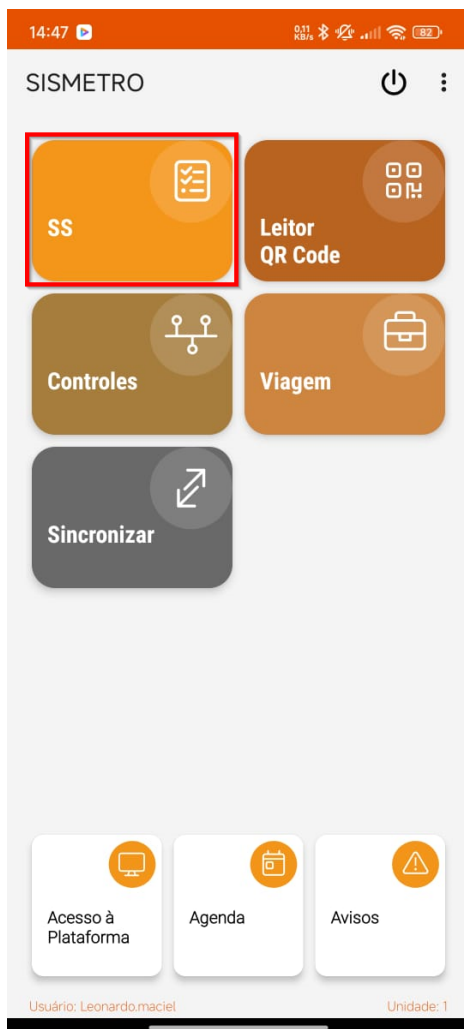 14:47
0,11
KB/s
82
SISMETRO
SS
Leitor
QR Code
Controles
Viagem
Sincronizar
Acesso à
Plataforma
Agenda
Avisos
Usuário: Leonardo.maciel
Unidade: 1